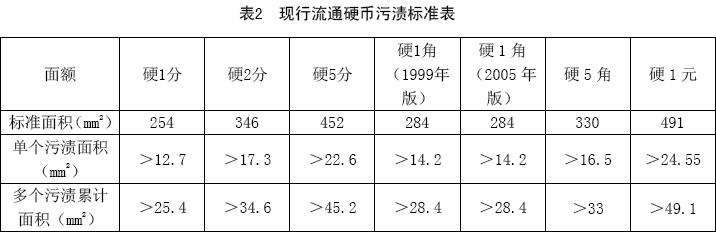 表2 现行流通硬币污渍标准表
面额 硬1分 硬2分 硬5分 硬1角（1999年版） 硬1角（2005年版） 硬5角 硬1元
标准面积(mm²) 254 346 452 284 284 330 491
单个污渍面积（mm²） >12.7 >17.3 >22.6 >14.2 >14.2 >16.5 >24.55
多个污渍累计面积（mm²） >25.4 >34.6 >45.2 >28.4 >28.4 >33 >49.1